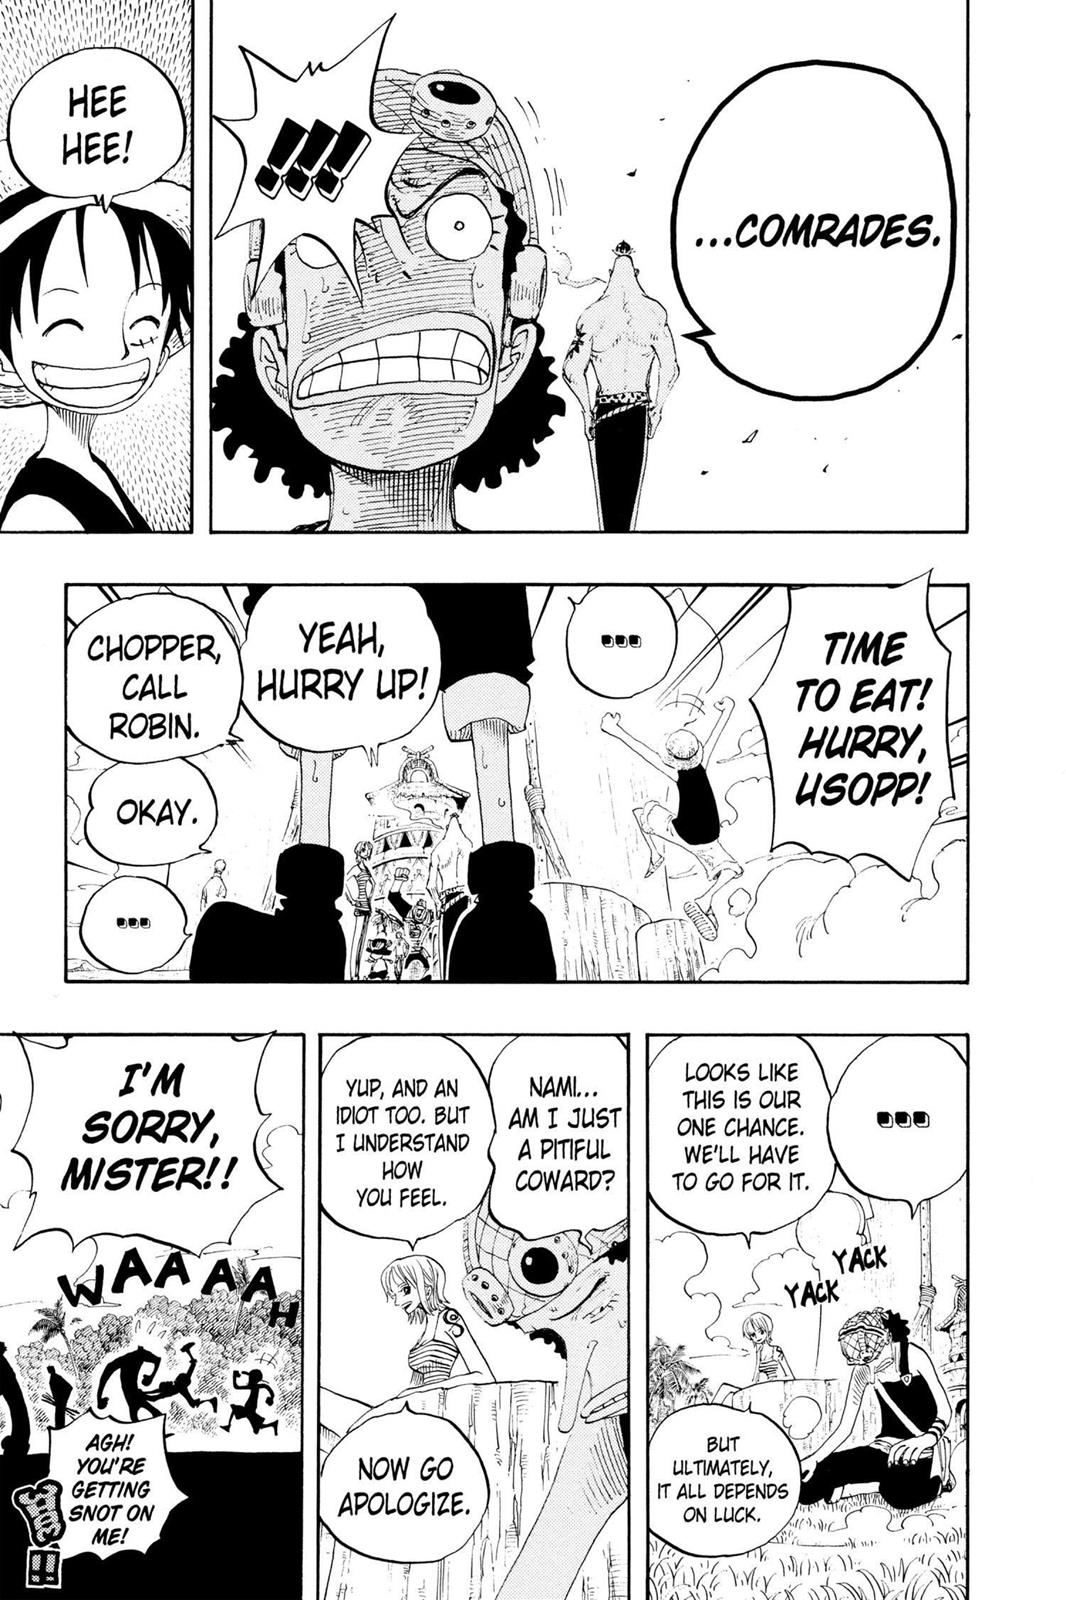 ...COMRADES.
!!!
HEE
HEE!
TIME
TO EAT!
HURRY,
USOPP!
...
YEAH,
HURRY UP!
CHOPPER,
CALL
ROBIN.
OKAY.
...
...
LOOKS LIKE
THIS IS OUR
ONE CHANCE.
WE'LL HAVE
TO GO FOR IT.
YACK
YACK
BUT
ULTIMATELY,
IT ALL DEPENDS
ON LUCK.
NAMI...
AM I JUST
A PITIFUL
COWARD?
YUP, AND AN
IDIOT TOO. BUT
I UNDERSTAND
HOW
YOU FEEL.
NOW GO
APOLOGIZE.
I'M
SORRY,
MISTER!!
WAAAAH
AGH!
YOU'RE
GETTING
SNOT ON
ME!